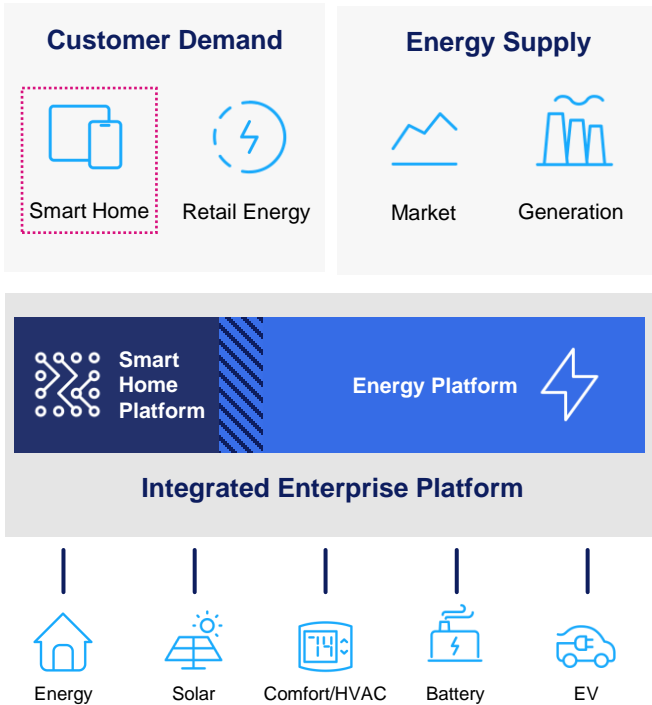 Customer Demand
Energy Supply
Smart Home
Retail Energy
Market
Generation
Smart
Home
Platform
Energy Platform
Integrated Enterprise Platform
74
Energy
Solar
Comfort/HVAC
Battery
EV